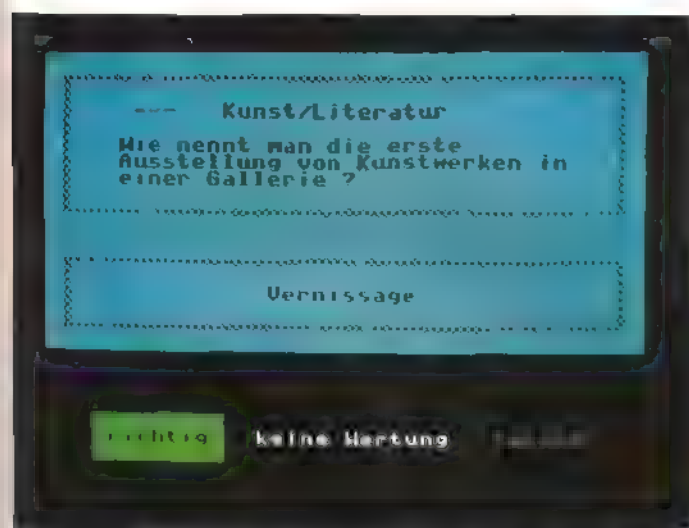 Kunst/Literatur
Wie nennt man die erste
Ausstellung von Kunstwerken in
einer Gallerie ?
Vernissage
richtig keine Wertung